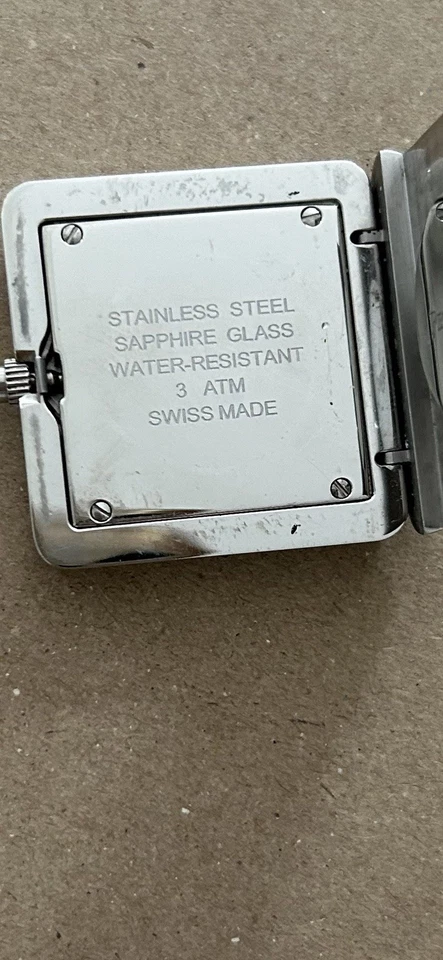 STAINLESS STEEL
SAPPHIRE GLASS
WATER-RESISTANT
3 ATM
SWISS MADE